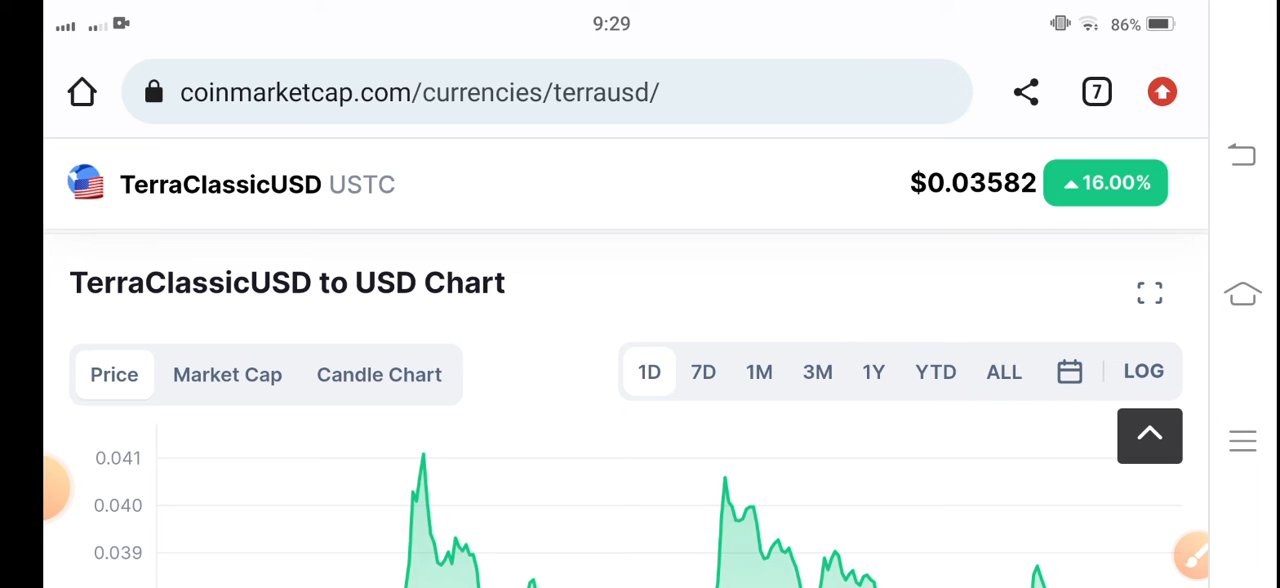 9:29
86%
coinmarketcap.com/currencies/terrausd/
7
TerraClassicUSD USTC
$0.03582 ▲16.00%
TerraClassicUSD to USD Chart
Price Market Cap Candle Chart
1D 7D 1M 3M 1Y YTD ALL LOG
0.041
0.040
0.039